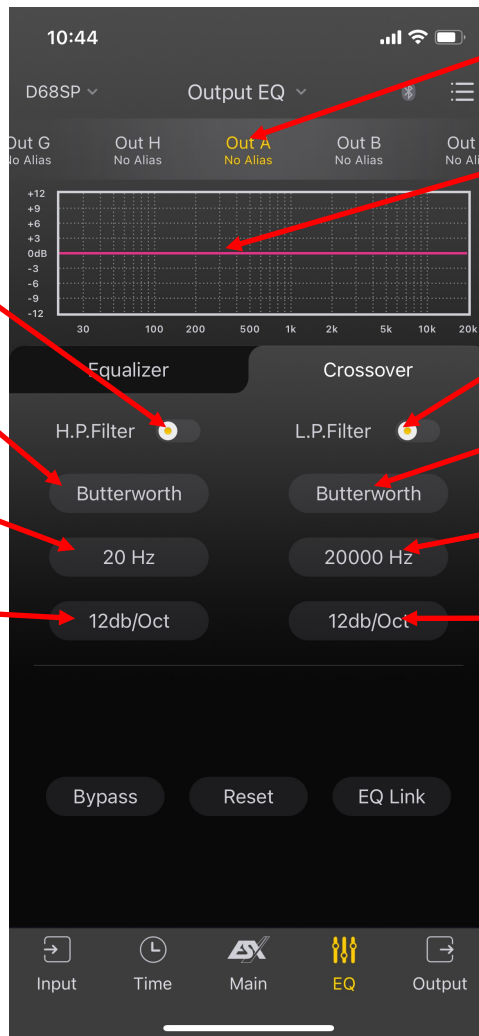 10:44
D68SP Output EQ
Out G Out H Out A Out B Out
No Alias No Alias No Alias No Alias No Ali
+12
+9
+6
+3
0dB
-3
-6
-9
-12
30 100 200 500 1k 2k 5k 10k 20k
Equalizer Crossover
H.P.Filter L.P.Filter
Butterworth Butterworth
20 Hz 20000 Hz
12db/Oct 12db/Oct
Bypass Reset EQ Link
ESX
Input Time Main EQ Output